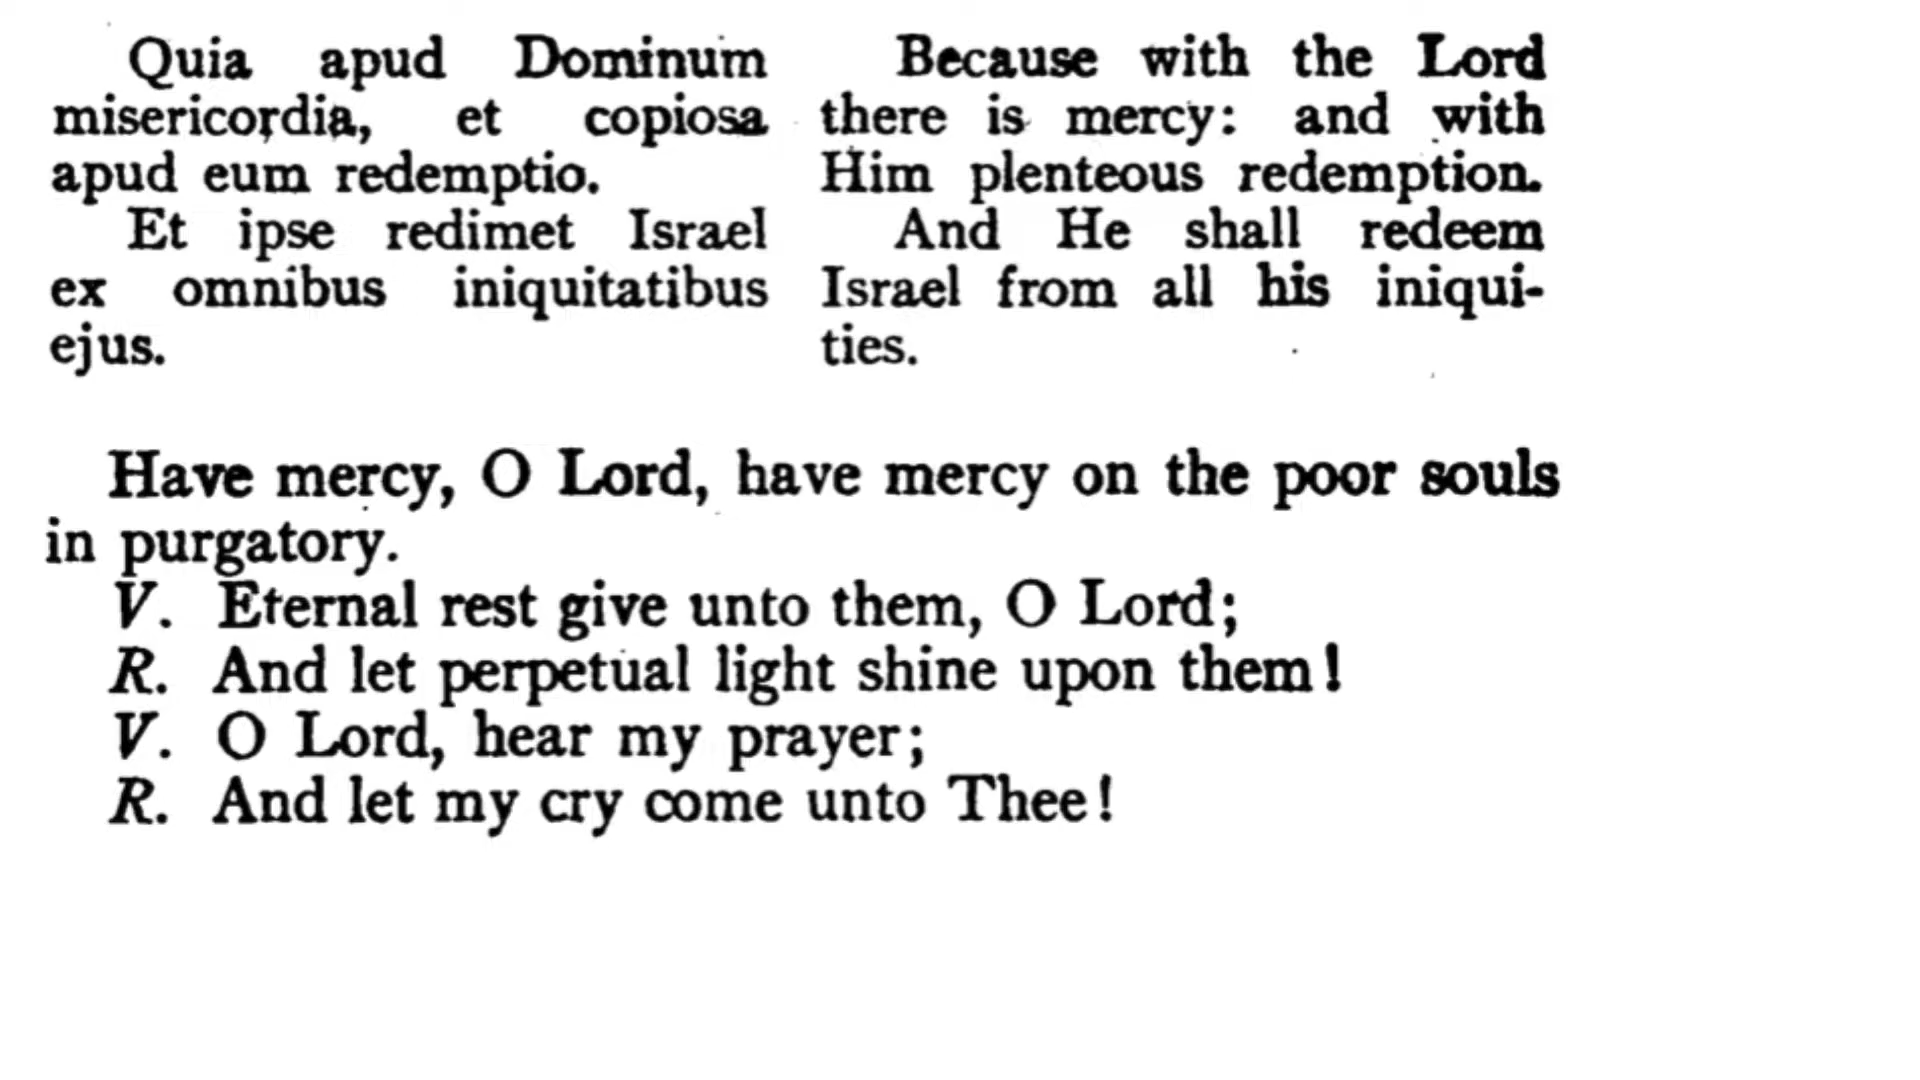 Quia apud Dominum
misericordia, et copiosa
apud eum redemptio.
Et ipse redimet Israel
ex omnibus iniquitatibus
ejus.
Because with the Lord
there is mercy: and with
Him plenteous redemption.
And He shall redeem
Israel from all his iniqui-
ties.
Have mercy, O Lord, have mercy on the poor souls
in purgatory.
V. Eternal rest give unto them, O Lord;
R. And let perpetual light shine upon them!
V. O Lord, hear my prayer;
R. And let my cry come unto Thee!